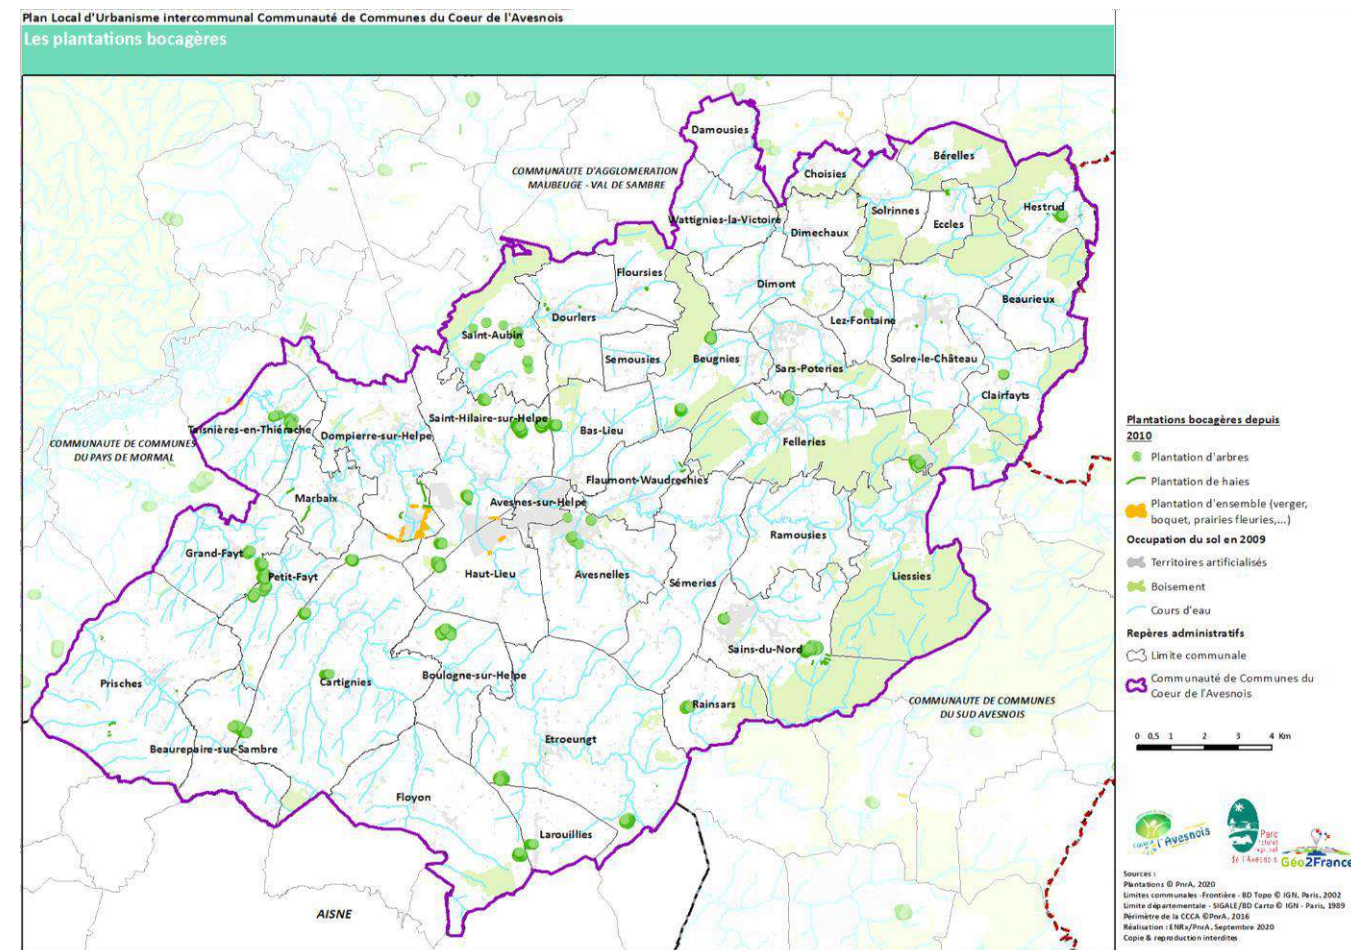 Plan Local d'Urbanisme intercommunal Communauté de Communes du Coeur de l'Avesnois
Les plantations bocagères
Damousies
COMMUNAUTE D'AGGLOMERATION
MAUBEUGE - VAL DE SAMBRE
Bérelles
Choisies
Wattignies-la-Victoire
Solrinnes
Eccles
Hestrud
Dimechaux
Floursies
Dimont
Beaurieux
Dourlers
Lez-Fontaine
Saint-Aubin
Semousies
Beugnies
Solre-le-Château
Sars-Poteries
Clairfayts
Saint-Hilaire-sur-Helpe
Taisnières-en-Thiérache
Dompierre-sur-Helpe
Bas-Lieu
Felleries
COMMUNAUTE DE COMMUNES
DU PAYS DE MORMAL
Flaumont-Waudrechies
Marbaix
Avesnes-sur-Helpe
Ramousies
Grand-Fayt
Petit-Fayt
Haut-Lieu
Avesnelles
Sémeries
Liessies
Sains-du-Nord
Prisches
Cartignies
Boulogne-sur-Helpe
Rainsars
COMMUNAUTE DE COMMUNES
DU SUD AVESNOIS
Etroeungt
Beaurepaire-sur-Sambre
Floyon
Larouillies
AISNE
Plantations bocagères depuis
2010
Plantation d'arbres
Plantation de haies
Plantation d'ensemble (verger,
boquet, prairies fleuries,...)
Occupation du sol en 2009
Territoires artificialisés
Boisement
Cours d'eau
Repères administratifs
Limite communale
Communauté de Communes du
Coeur de l'Avesnois
0 0,5 1 2 3 4 Km
l'Avesnois
Parc
naturel
régional
de l'Avesnois
Géo2France
Sources :
Plantations © PnrA, 2020
Limites communales -Frontière - BD Topo © IGN, Paris, 2002
Limite départementale - SIGALE/BD Carto © IGN - Paris, 1989
Périmètre de la CCCA ©PnrA, 2016
Réalisation : ENRx/PnrA, Septembre 2020
Copie & reproduction interdites